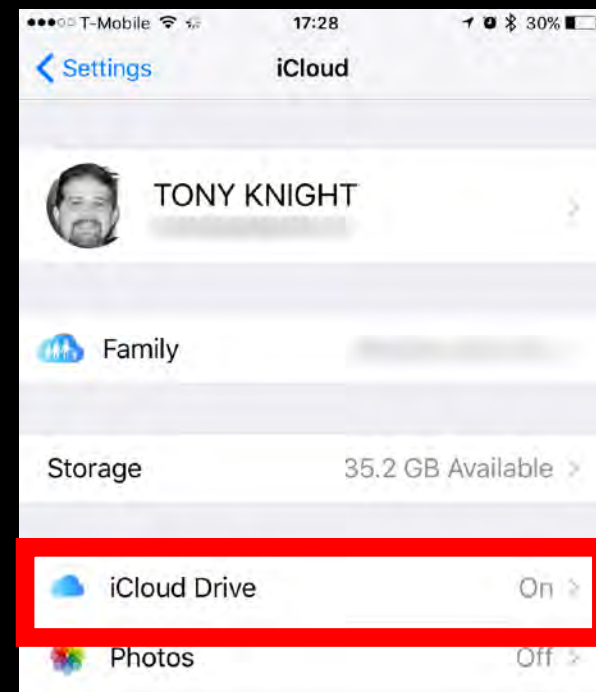 T-Mobile 17:28 30%
Settings iCloud
TONY KNIGHT
Family
Storage 35.2 GB Available
iCloud Drive On
Photos Off